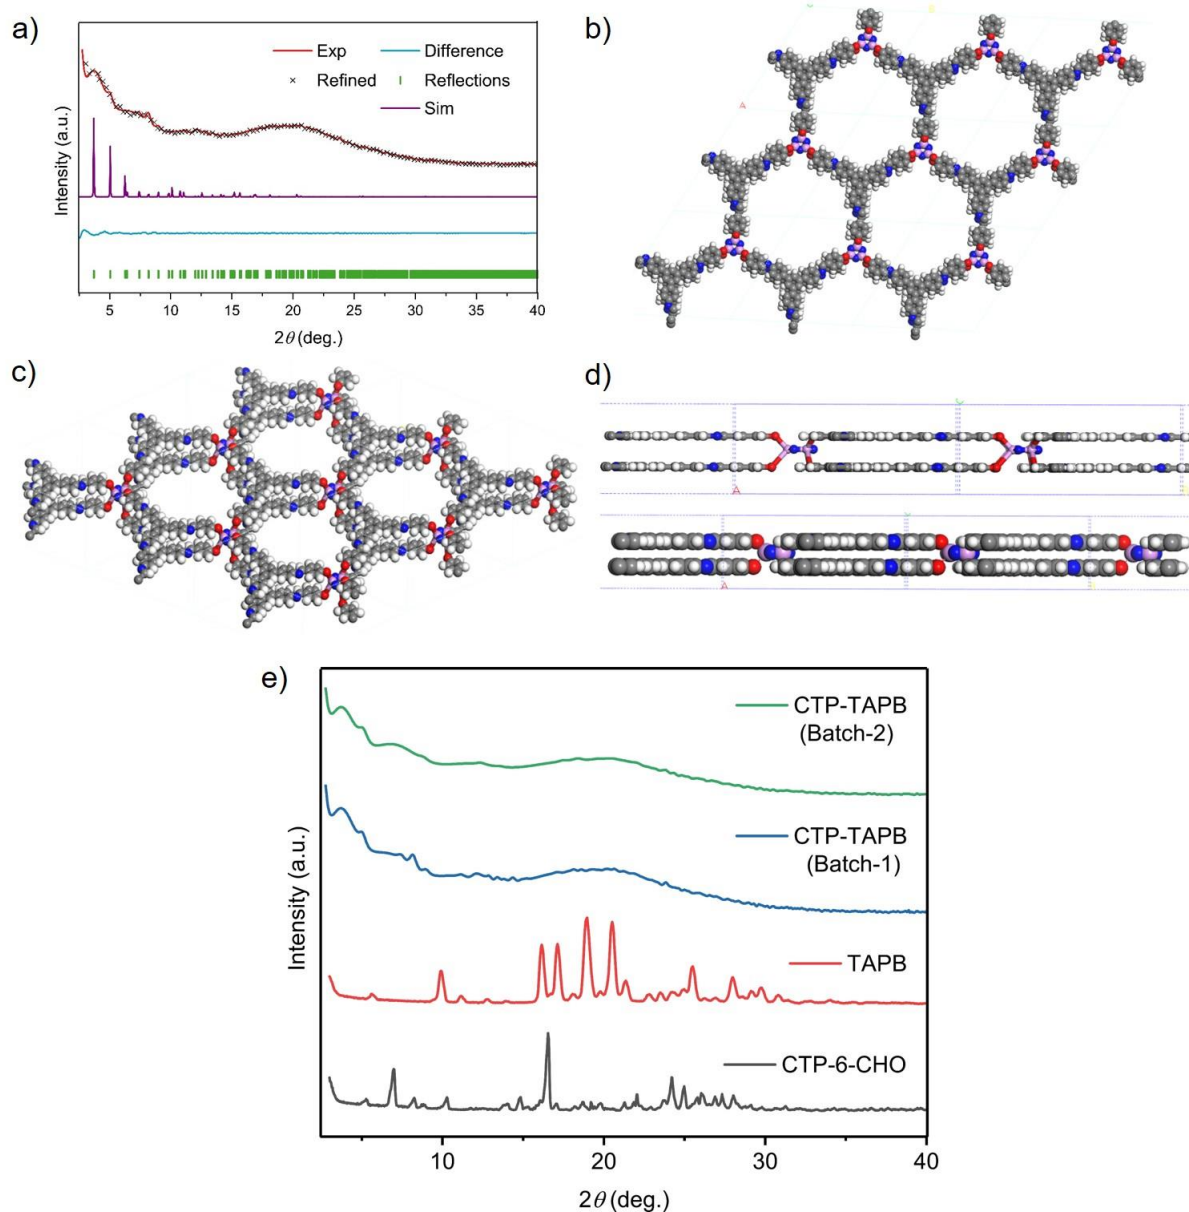 a)
Exp
Difference
Refined
Reflections
Sim
Intensity (a.u.)
5
10
15
20
25
30
35
40
2θ (deg.)
b)
A
c)
d)
A
A
e)
CTP-TAPB
(Batch-2)
CTP-TAPB
(Batch-1)
TAPB
CTP-6-CHO
Intensity (a.u.)
10
20
30
40
2θ (deg.)